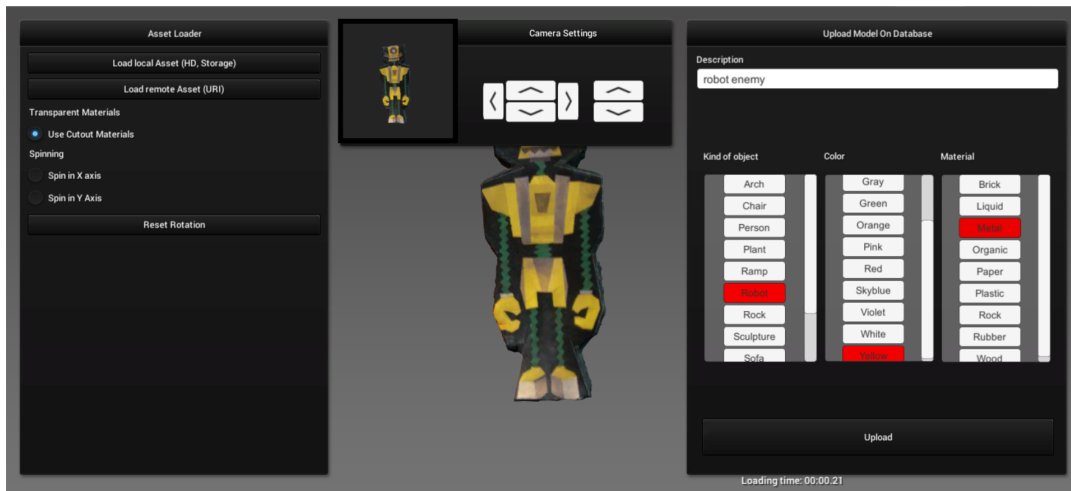 Asset Loader
Load local Asset (HD, Storage)
Load remote Asset (URI)
Transparent Materials
Use Cutout Materials
Spinning
Spin in X axis
Spin in Y Axis
Reset Rotation
Camera Settings
Upload Model On Database
Description
robot enemy
Kind of object
Arch
Chair
Person
Plant
Ramp
Robot
Rock
Sculpture
Sofa
Color
Gray
Green
Orange
Pink
Red
Skyblue
Violet
White
Yellow
Material
Brick
Liquid
Metal
Organic
Paper
Plastic
Rock
Rubber
Wood
Upload
Loading time: 00:00.21